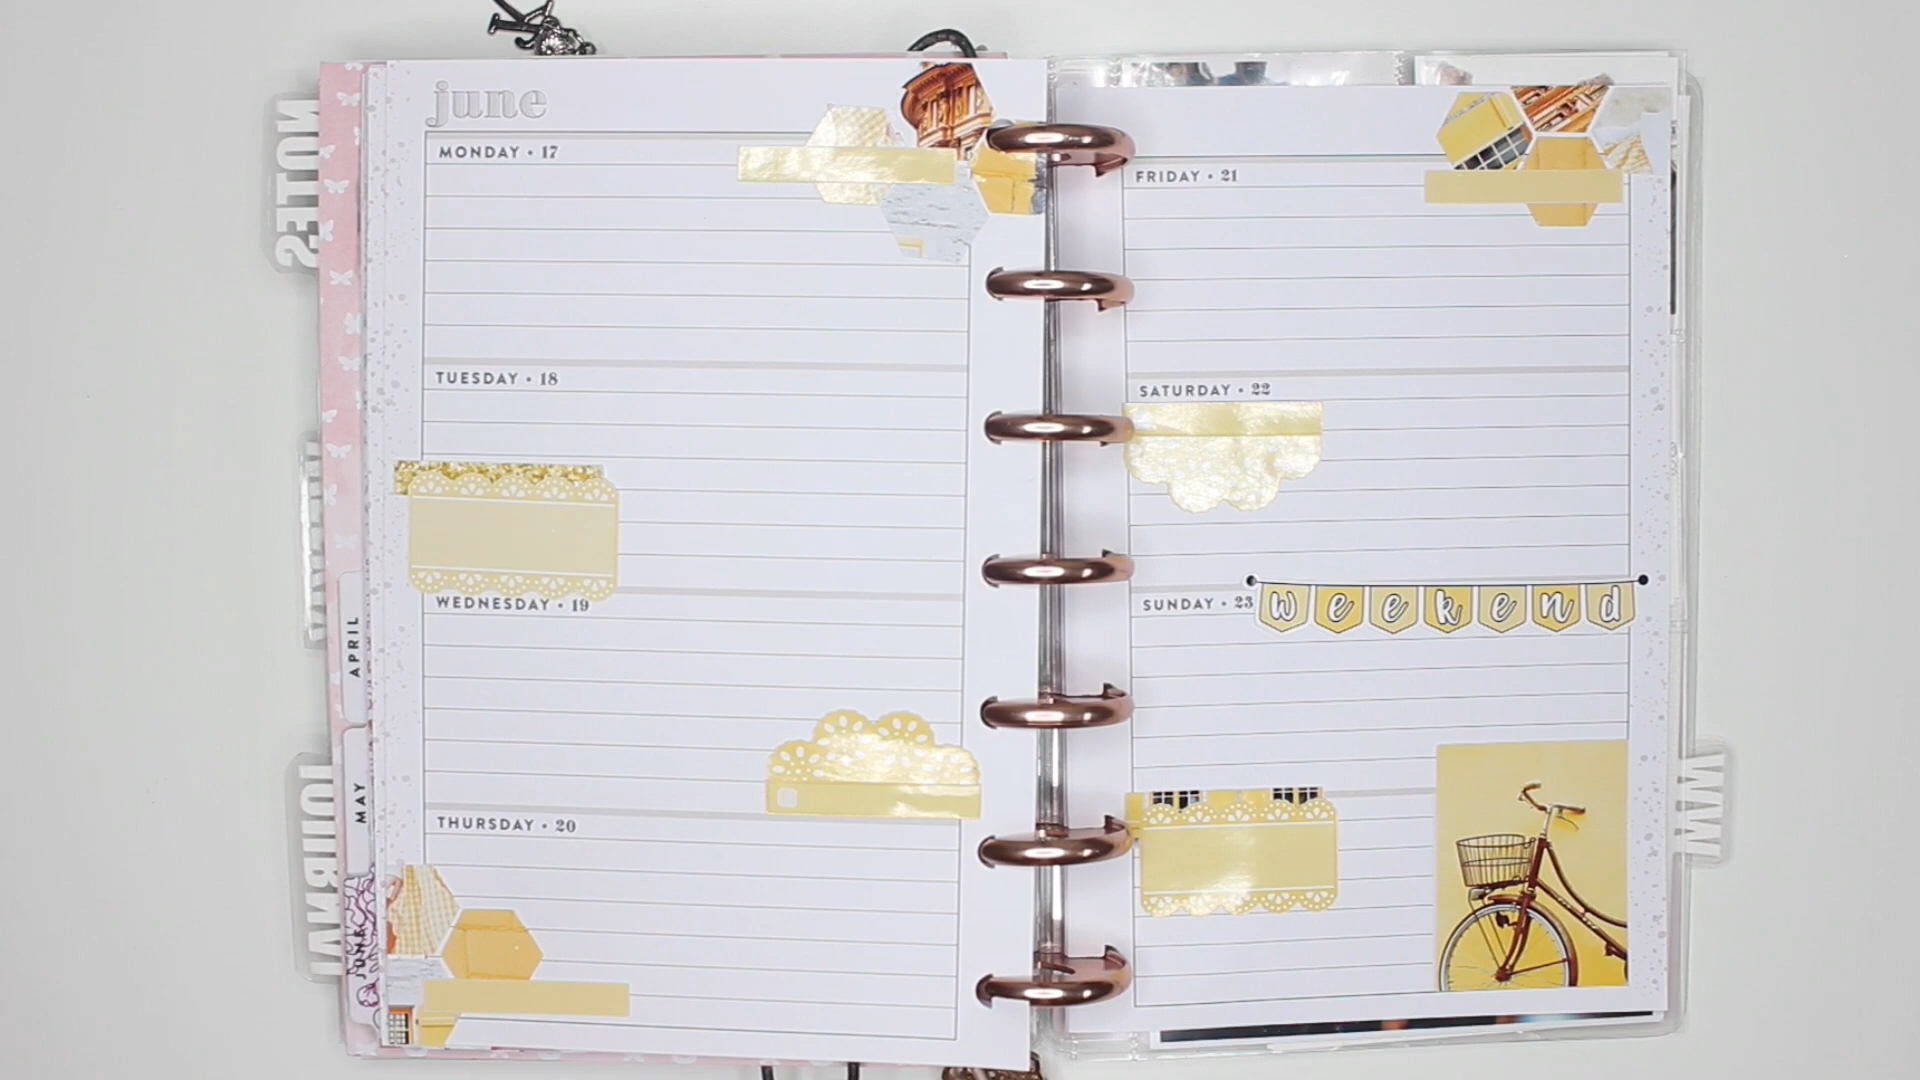 june
MONDAY • 17
TUESDAY • 18
WEDNESDAY • 19
THURSDAY • 20
FRIDAY • 21
SATURDAY • 22
SUNDAY • 23
weekend
NOTES
APRIL
MAY
JUNE
JOURNAL